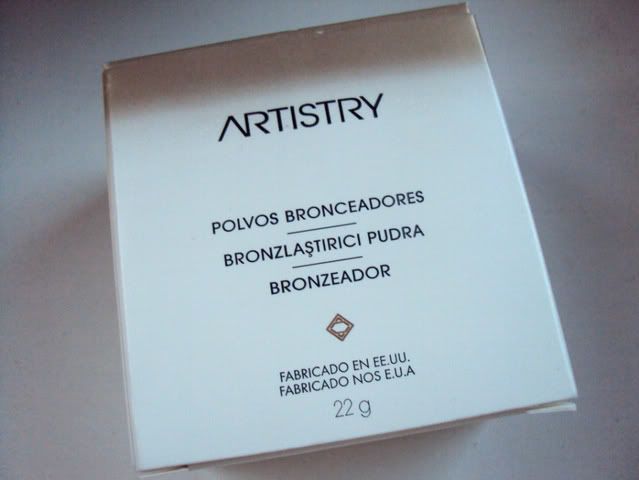 ARTISTRY
POLVOS BRONCEADORES
BRONZLAŞTIRICI PUDRA
BRONZEADOR
FABRICADO EN EE.UU.
FABRICADO NOS E.U.A
22 g